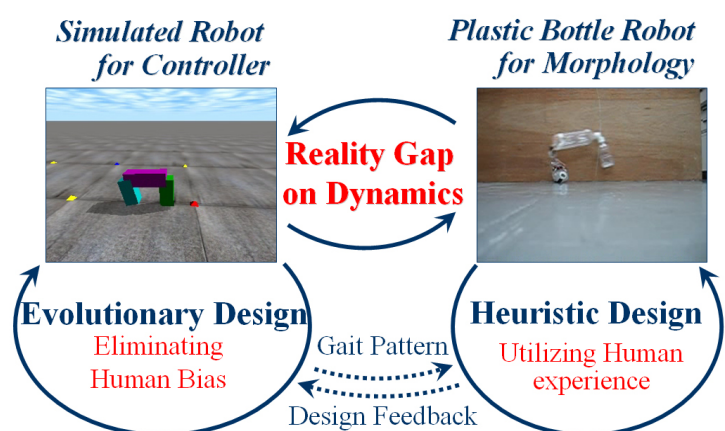 Simulated Robot
for Controller
Plastic Bottle Robot
for Morphology
Reality Gap
on Dynamics
Evolutionary Design
Eliminating
Human Bias
Gait Pattern
Design Feedback
Heuristic Design
Utilizing Human
experience